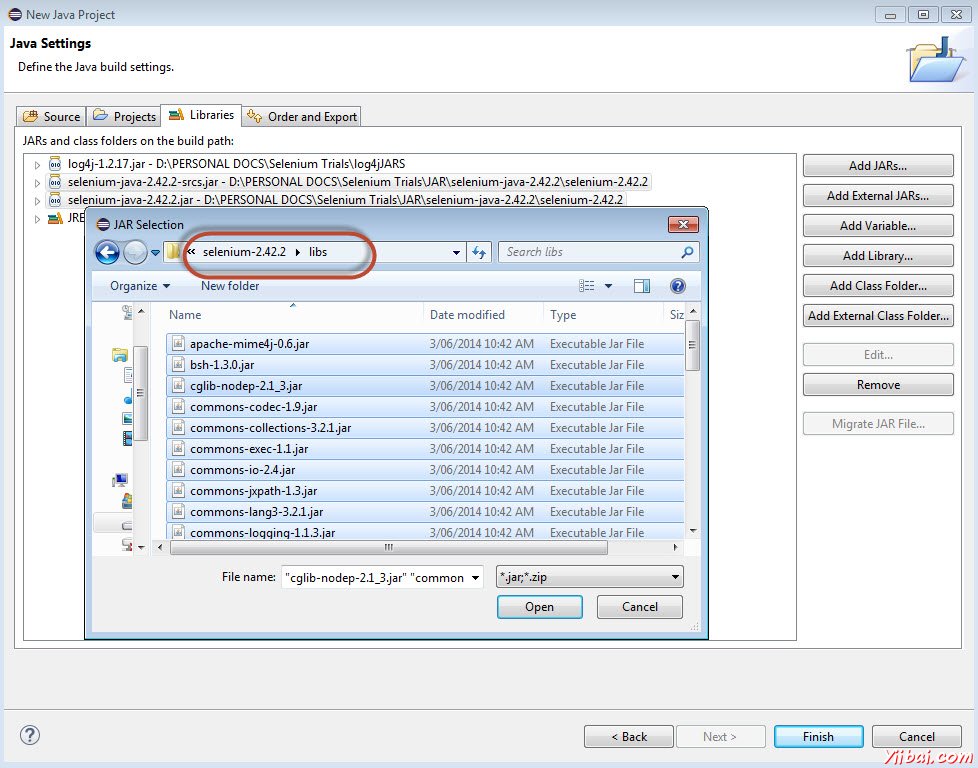 New Java Project
Java Settings
Define the Java build settings.
Source Projects Libraries Order and Export
JARs and class folders on the build path:
log4j-1.2.17.jar - D:\PERSONAL DOCS\Selenium Trials\log4jJARS
selenium-java-2.42.2-srcs.jar - D:\PERSONAL DOCS\Selenium Trials\JAR\selenium-java-2.42.2\selenium-2.42.2
selenium-java-2.42.2.jar - D:\PERSONAL DOCS\Selenium Trials\JAR\selenium-java-2.42.2\selenium-2.42.2
JRE
Add JARs...
Add External JARs...
Add Variable...
Add Library...
Add Class Folder...
Add External Class Folder...
Edit...
Remove
Migrate JAR File...
JAR Selection
« selenium-2.42.2 libs
Search libs
Organize New folder
Name Date modified Type Siz
apache-mime4j-0.6.jar 3/06/2014 10:42 AM Executable Jar File
bsh-1.3.0.jar 3/06/2014 10:42 AM Executable Jar File
cglib-nodep-2.1_3.jar 3/06/2014 10:42 AM Executable Jar File
commons-codec-1.9.jar 3/06/2014 10:42 AM Executable Jar File
commons-collections-3.2.1.jar 3/06/2014 10:42 AM Executable Jar File
commons-exec-1.1.jar 3/06/2014 10:42 AM Executable Jar File
commons-io-2.4.jar 3/06/2014 10:42 AM Executable Jar File
commons-jxpath-1.3.jar 3/06/2014 10:42 AM Executable Jar File
commons-lang3-3.2.1.jar 3/06/2014 10:42 AM Executable Jar File
commons-logging-1.1.3.jar 3/06/2014 10:42 AM Executable Jar File
File name: "cglib-nodep-2.1_3.jar" "common *.jar;*.zip
Open Cancel
< Back Next > Finish Cancel
Yiibai.com